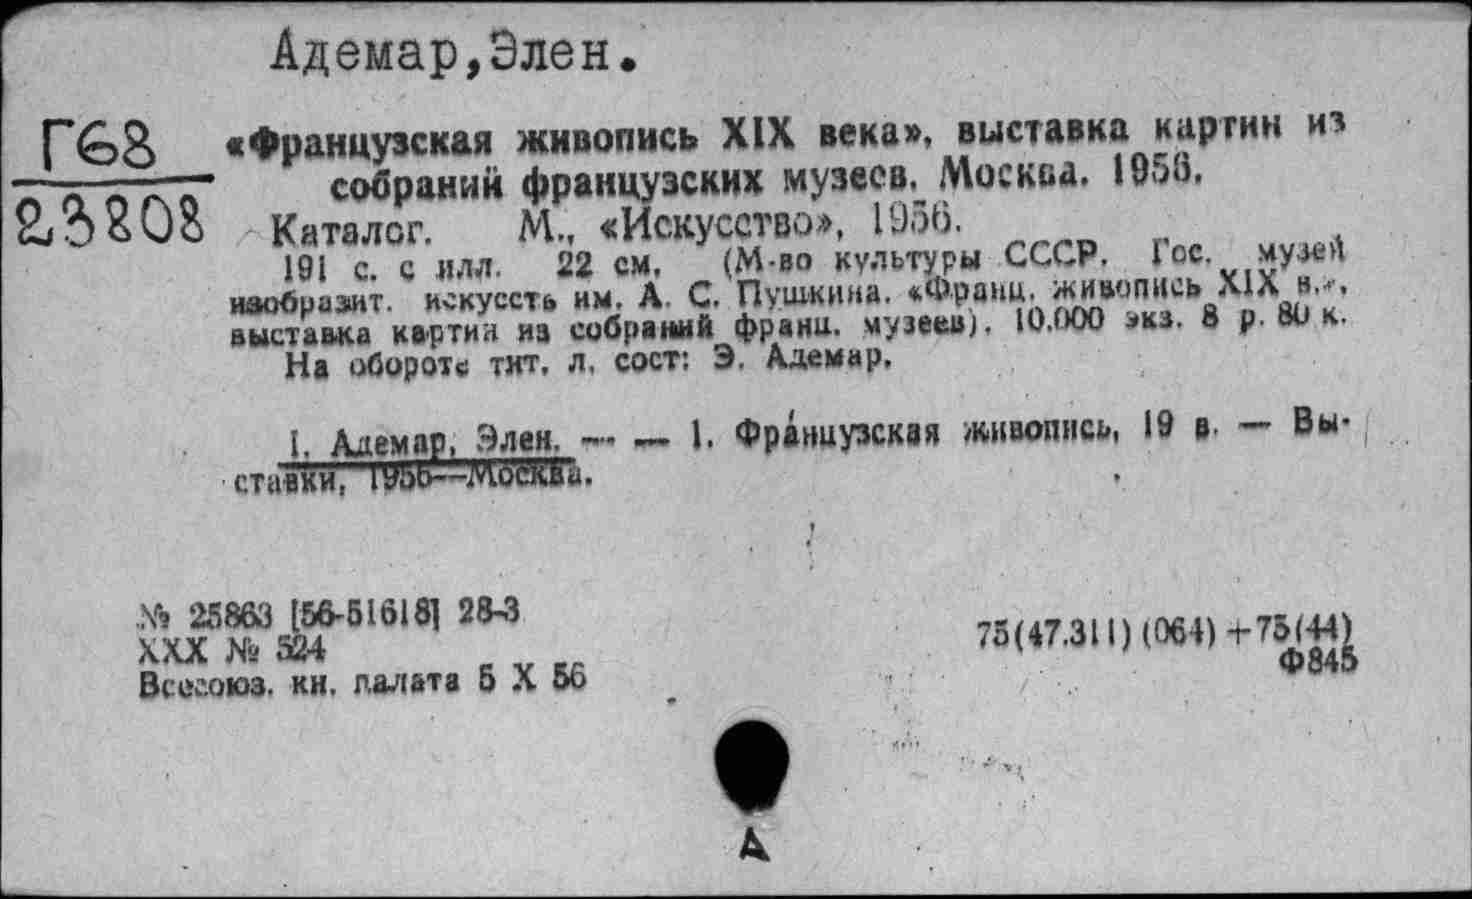 Адемар,Элен.
Г68
23808
«Французская живопись XIX века», выставка картин из
собраний французских музеев. Москва. 1956.
Каталог. М., «Искусство», 1956.
191 с. с илл. 22 см. (М-во культуры СССР. Гос. музей
изобразит. искусств им. А. С. Пушкина. «Франц. живопись XIX в.»,
выставка картин из собраний франц. музеев). 10.000 экз. 8 р. 80 к.
На обороте тит. л. сост: Э. Адемар.
I. Адемар, Элен. — — 1. Французская живопись, 19 в. — Вы-
ставки, 1956—Москва.
№ 25863 [56-51618] 28-3
XXX № 524
Всесоюз. кн. палата 5 X 56
75(47.311)(064)+75(44)
Ф845
А